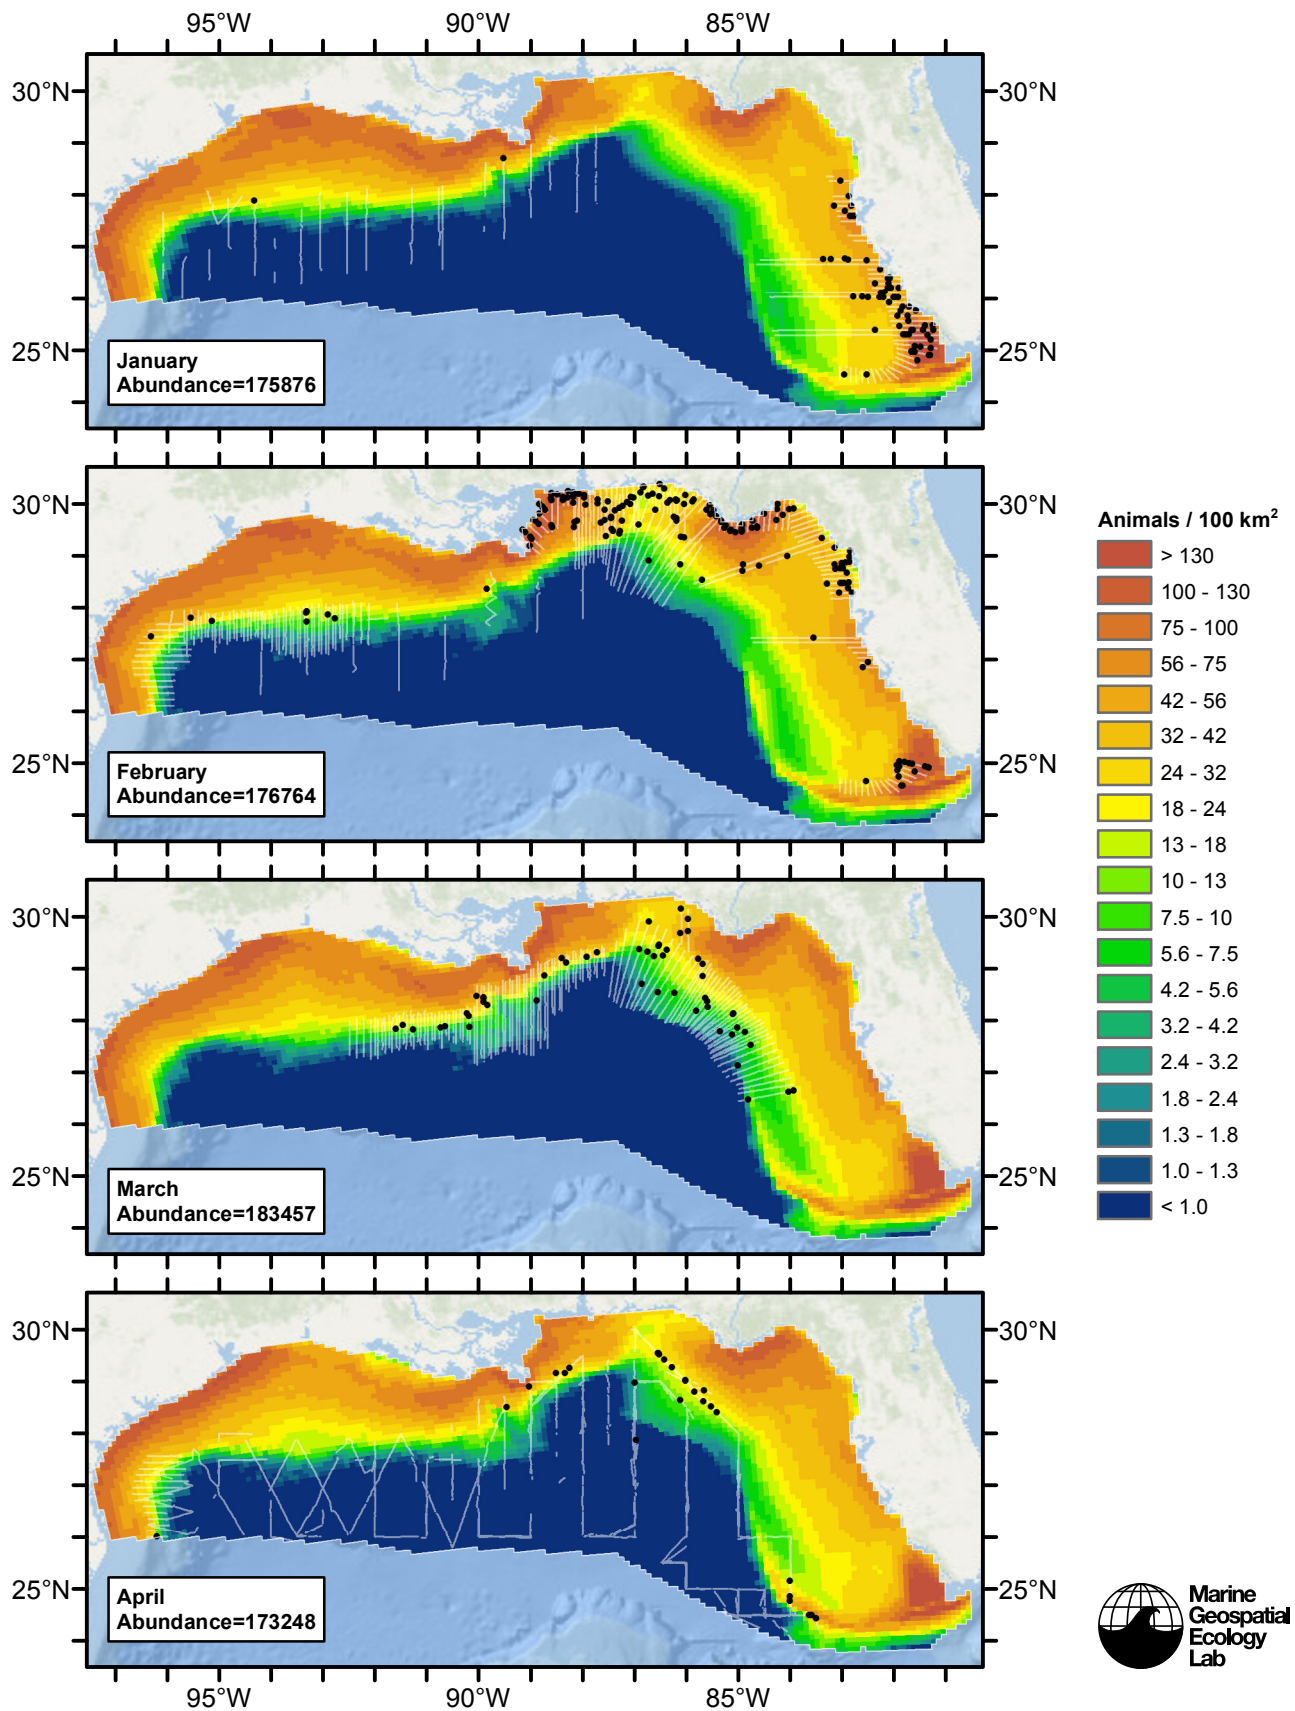 95°W 90°W 85°W
30°N 30°N
25°N 25°N
January
Abundance=175876
30°N 30°N
25°N 25°N
February
Abundance=176764
30°N 30°N
25°N 25°N
March
Abundance=183457
30°N 30°N
25°N 25°N
April
Abundance=173248
95°W 90°W 85°W
Animals / 100 km²
> 130
100 - 130
75 - 100
56 - 75
42 - 56
32 - 42
24 - 32
18 - 24
13 - 18
10 - 13
7.5 - 10
5.6 - 7.5
4.2 - 5.6
3.2 - 4.2
2.4 - 3.2
1.8 - 2.4
1.3 - 1.8
1.0 - 1.3
< 1.0
Marine
Geospatial
Ecology
Lab